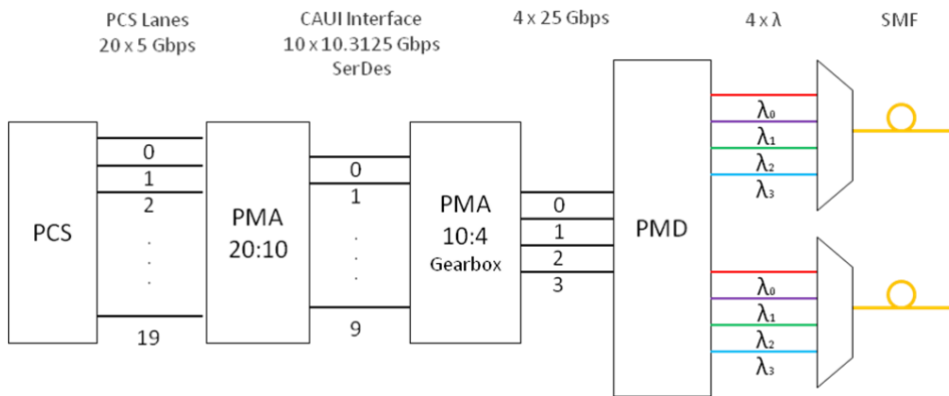 PCS Lanes
20 x 5 Gbps
CAUI Interface
10 x 10.3125 Gbps
SerDes
4 x 25 Gbps
4 x λ
SMF
PCS
0
1
2
19
PMA
20:10
0
1
9
PMA
10:4
Gearbox
0
1
2
3
PMD
λ₀
λ₁
λ₂
λ₃
λ₀
λ₁
λ₂
λ₃